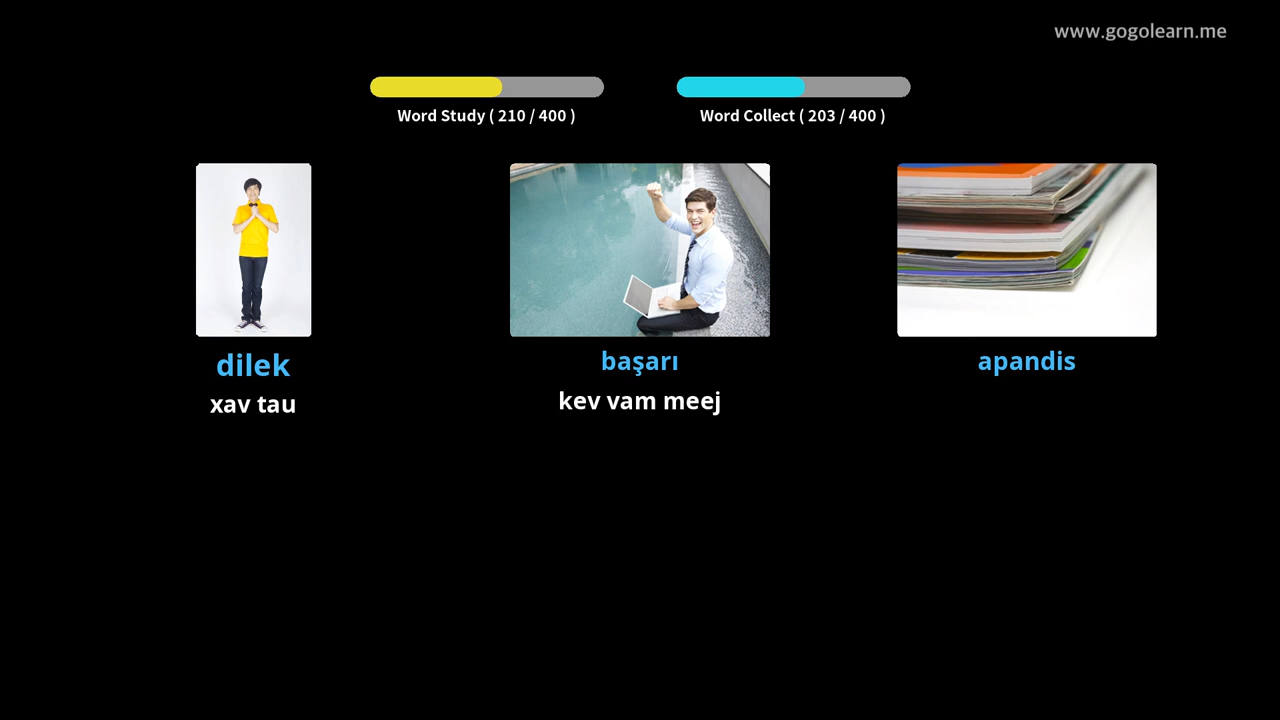 www.gogolearn.me
Word Study ( 210 / 400 )
Word Collect ( 203 / 400 )
dilek
xav tau
başarı
kev vam meej
apandis